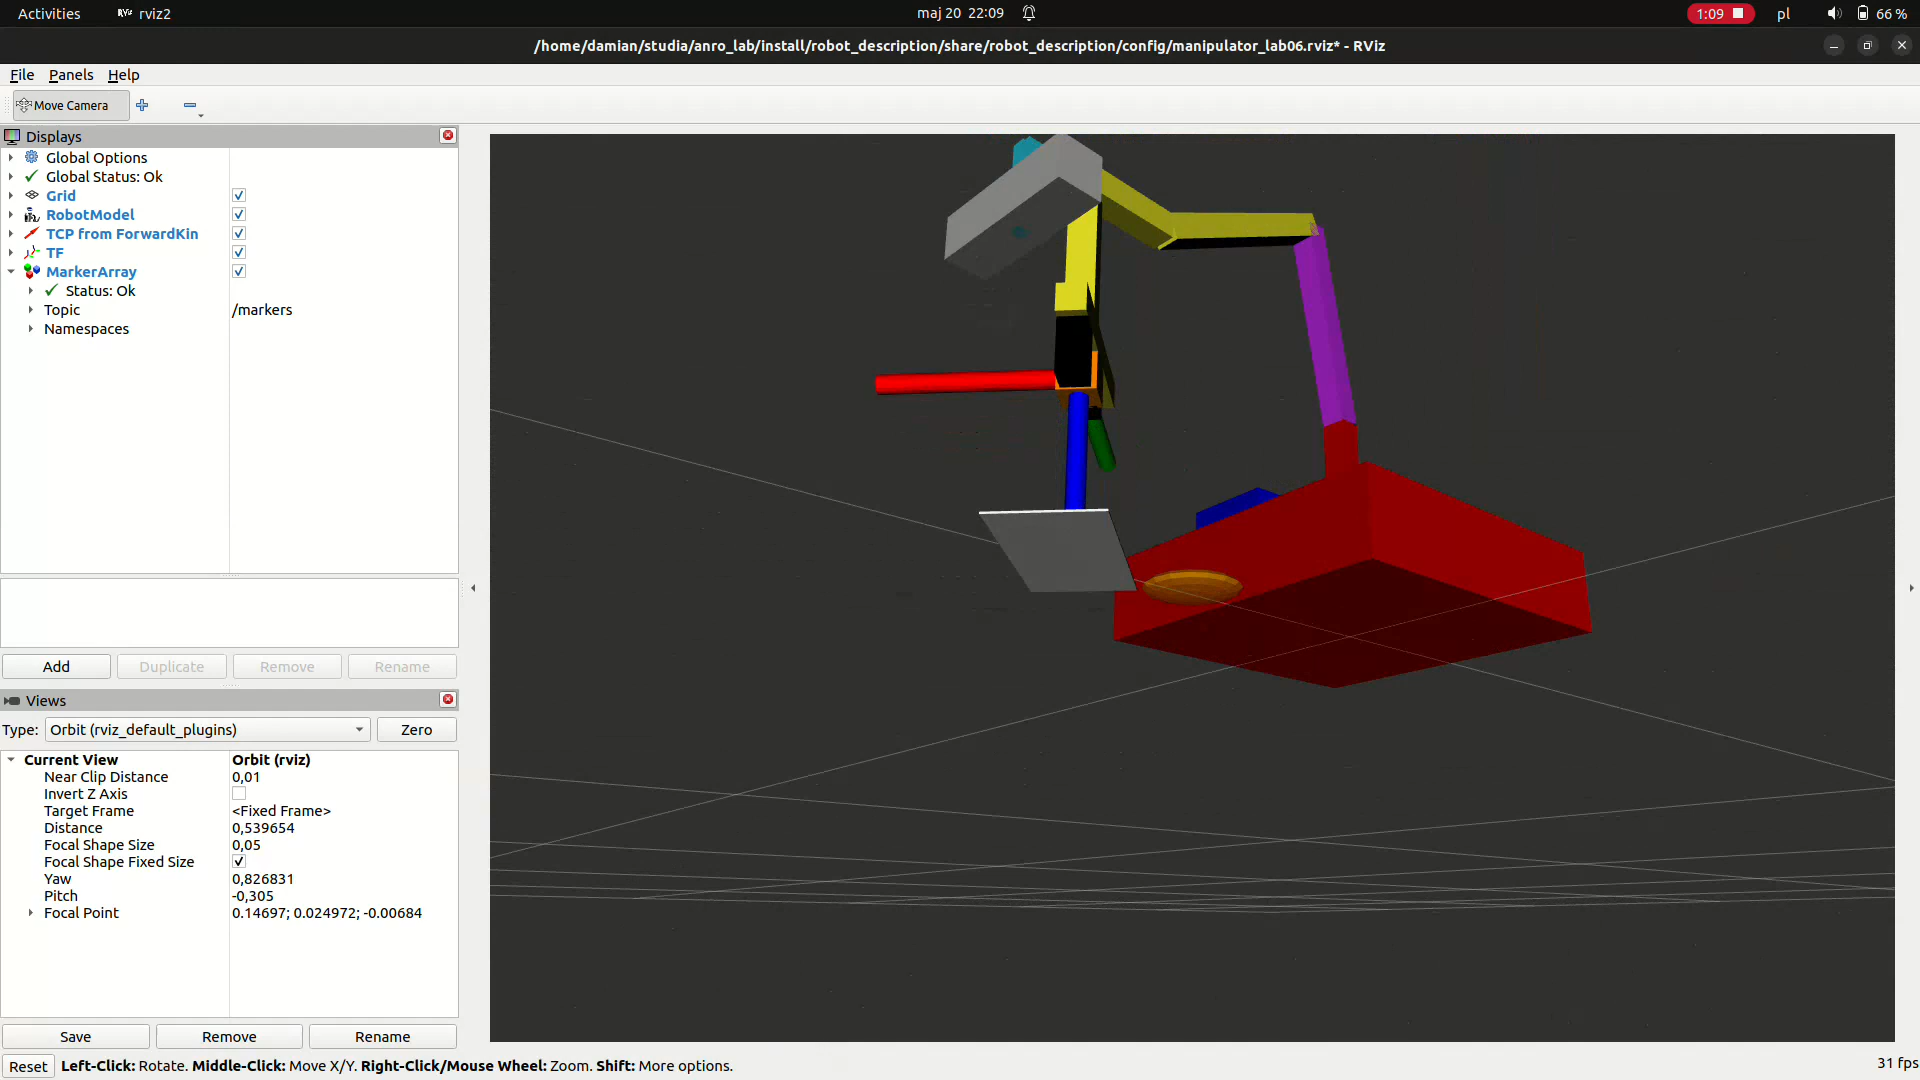 Activities
RViz rviz2
maj 20 22:09
1:09
pl
66 %
/home/damian/studia/anro_lab/install/robot_description/share/robot_description/config/manipulator_lab06.rviz* - RViz
File Panels Help
Move Camera
Displays
Global Options
Global Status: Ok
Grid
RobotModel
TCP from ForwardKin
TF
MarkerArray
Status: Ok
Topic /markers
Namespaces
Add Duplicate Remove Rename
Views
Type: Orbit (rviz_default_plugins) Zero
Current View Orbit (rviz)
Near Clip Distance 0,01
Invert Z Axis
Target Frame <Fixed Frame>
Distance 0,539654
Focal Shape Size 0,05
Focal Shape Fixed Size
Yaw 0,826831
Pitch -0,305
Focal Point 0.14697; 0.024972; -0.00684
Save Remove Rename
Reset Left-Click: Rotate. Middle-Click: Move X/Y. Right-Click/Mouse Wheel: Zoom. Shift: More options.
31 fps